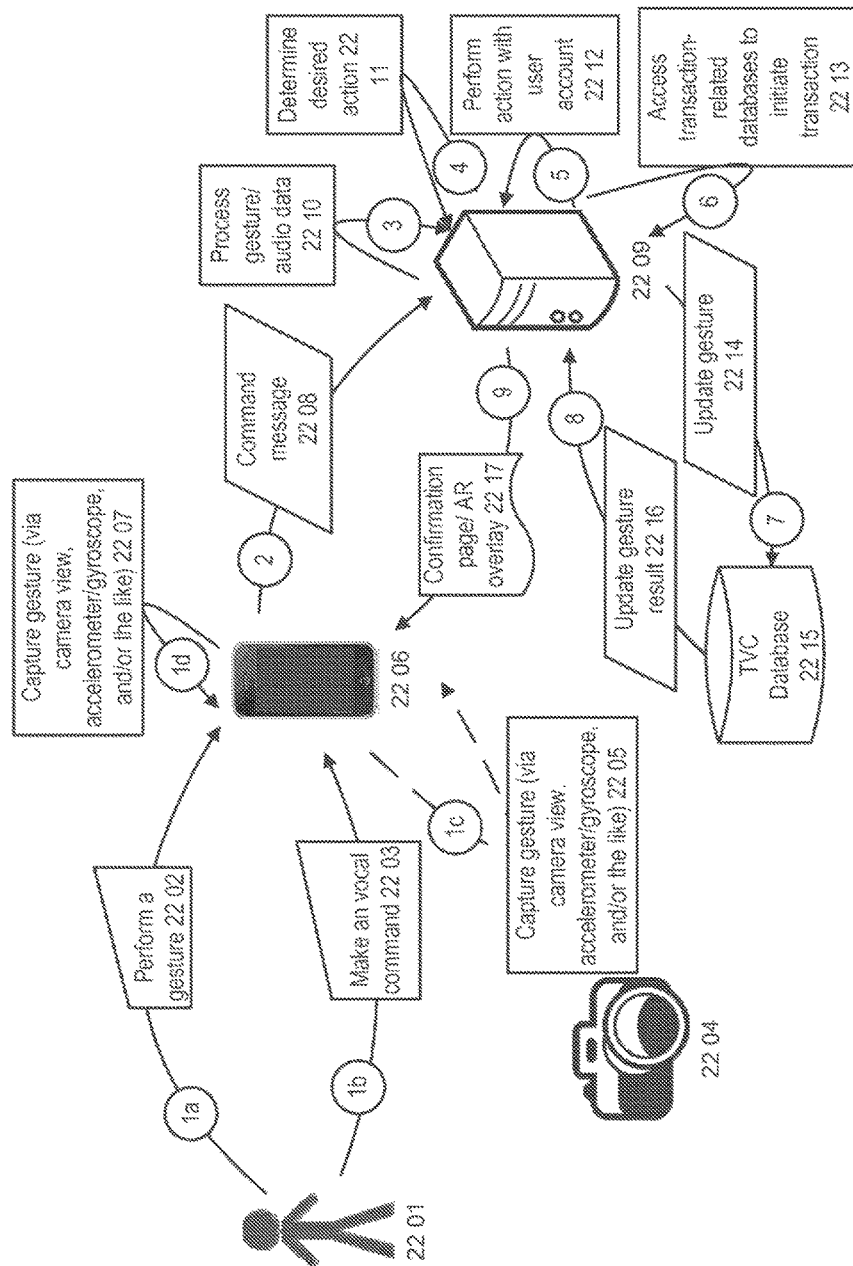 1a
Perform a
gesture 22 02
1b
Make an vocal
command 22 03
22 01
22 04
Capture gesture (via
camera view,
accelerometer/gyroscope,
and/or the like) 22 05
1c
Capture gesture (via
camera view,
accelerometer/gyroscope,
and/or the like) 22 07
1d
22 06
2
Command
message
22 08
Process
gesture/
audio data
22 10
3
Determine
desired
action 22
11
4
Perform
action with
user
account
22 12
5
Access
transaction-
related
databases to
initiate
transaction
22 13
6
22 09
Update gesture
22 14
7
TVC
Database
22 15
Update gesture
result 22 16
8
9
Confirmation
page/ AR
overlay 22 17